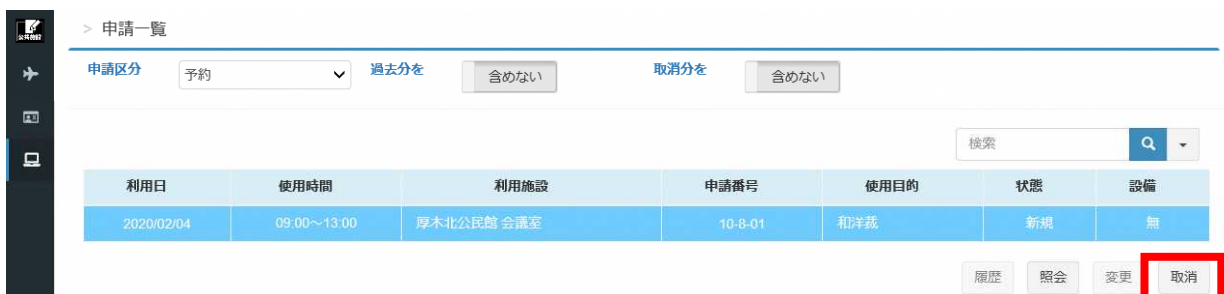 公共施設
> 申請一覧
申請区分 予約 過去分を 含めない 取消分を 含めない
検索
利用日 使用時間 利用施設 申請番号 使用目的 状態 設備
2020/02/04 09:00～13:00 厚木北公民館 会議室 10-8-01 和洋裁 新規 無
履歴 照会 変更 取消